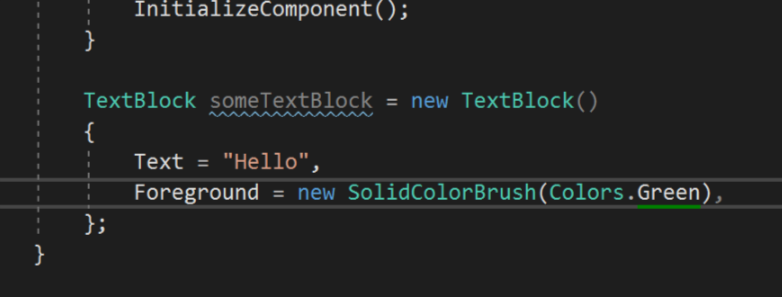 InitializeComponent();
}
TextBlock someTextBlock = new TextBlock()
{
Text = "Hello",
Foreground = new SolidColorBrush(Colors.Green),
};
}